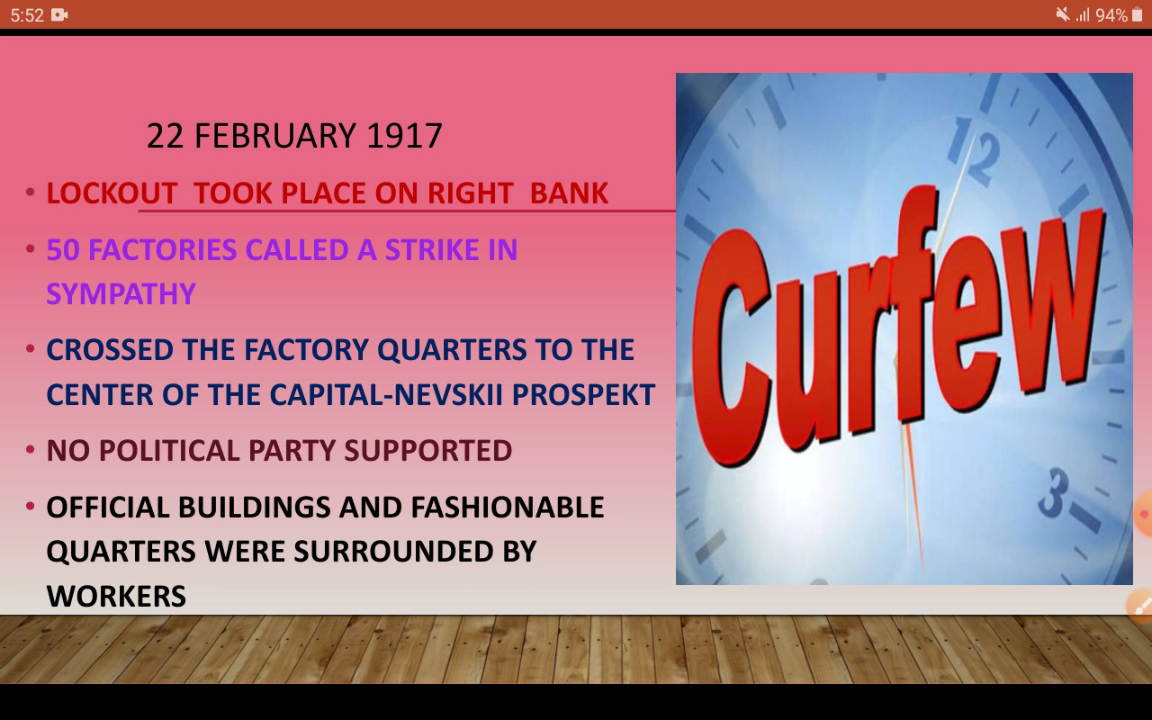 5:52
94%
22 FEBRUARY 1917
• LOCKOUT TOOK PLACE ON RIGHT BANK
• 50 FACTORIES CALLED A STRIKE IN
SYMPATHY
• CROSSED THE FACTORY QUARTERS TO THE
CENTER OF THE CAPITAL-NEVSKII PROSPEKT
• NO POLITICAL PARTY SUPPORTED
• OFFICIAL BUILDINGS AND FASHIONABLE
QUARTERS WERE SURROUNDED BY
WORKERS
12
Curfew
3